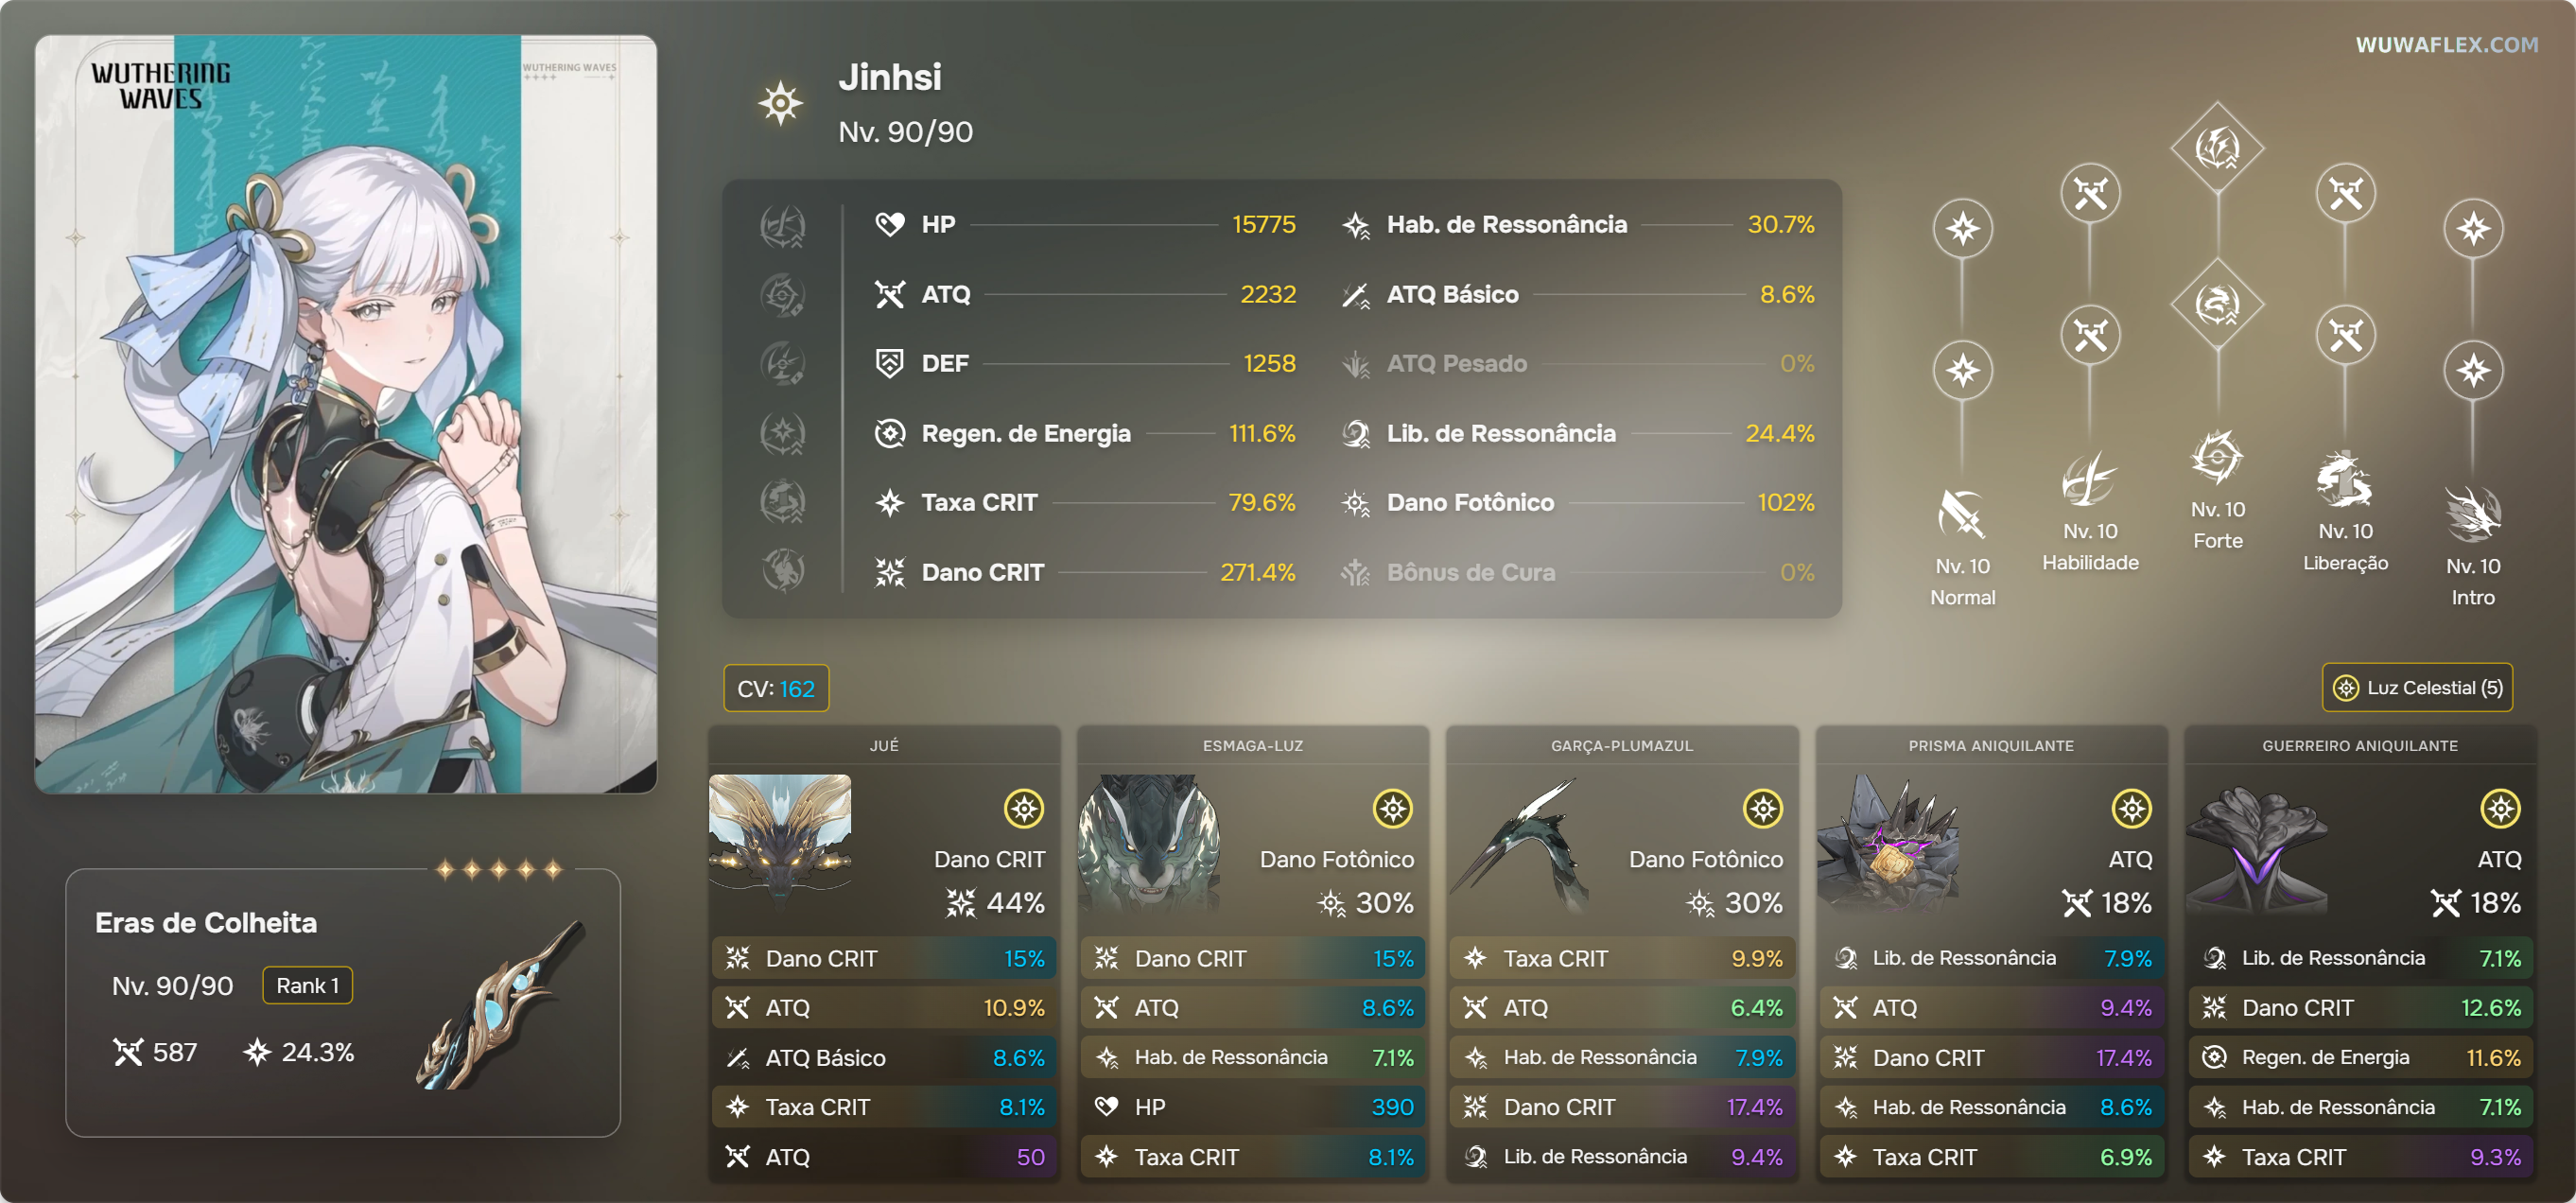 WUTHERING
WAVES
WUTHERING WAVES
Jinhsi
Nv. 90/90
WUWAFLEX.COM
HP 15775
ATQ 2232
DEF 1258
Regen. de Energia 111.6%
Taxa CRIT 79.6%
Dano CRIT 271.4%
Hab. de Ressonância 30.7%
ATQ Básico 8.6%
ATQ Pesado 0%
Lib. de Ressonância 24.4%
Dano Fotônico 102%
Bônus de Cura 0%
Nv. 10
Normal
Nv. 10
Habilidade
Nv. 10
Forte
Nv. 10
Liberação
Nv. 10
Intro
Eras de Colheita
Nv. 90/90 Rank 1
587 24.3%
CV: 162
Luz Celestial (5)
JUÉ
Dano CRIT
44%
Dano CRIT 15%
ATQ 10.9%
ATQ Básico 8.6%
Taxa CRIT 8.1%
ATQ 50
ESMAGA-LUZ
Dano Fotônico
30%
Dano CRIT 15%
ATQ 8.6%
Hab. de Ressonância 7.1%
HP 390
Taxa CRIT 8.1%
GARÇA-PLUMAZUL
Dano Fotônico
30%
Taxa CRIT 9.9%
ATQ 6.4%
Hab. de Ressonância 7.9%
Dano CRIT 17.4%
Lib. de Ressonância 9.4%
PRISMA ANIQUILANTE
ATQ
18%
Lib. de Ressonância 7.9%
ATQ 9.4%
Dano CRIT 17.4%
Hab. de Ressonância 8.6%
Taxa CRIT 6.9%
GUERREIRO ANIQUILANTE
ATQ
18%
Lib. de Ressonância 7.1%
Dano CRIT 12.6%
Regen. de Energia 11.6%
Hab. de Ressonância 7.1%
Taxa CRIT 9.3%